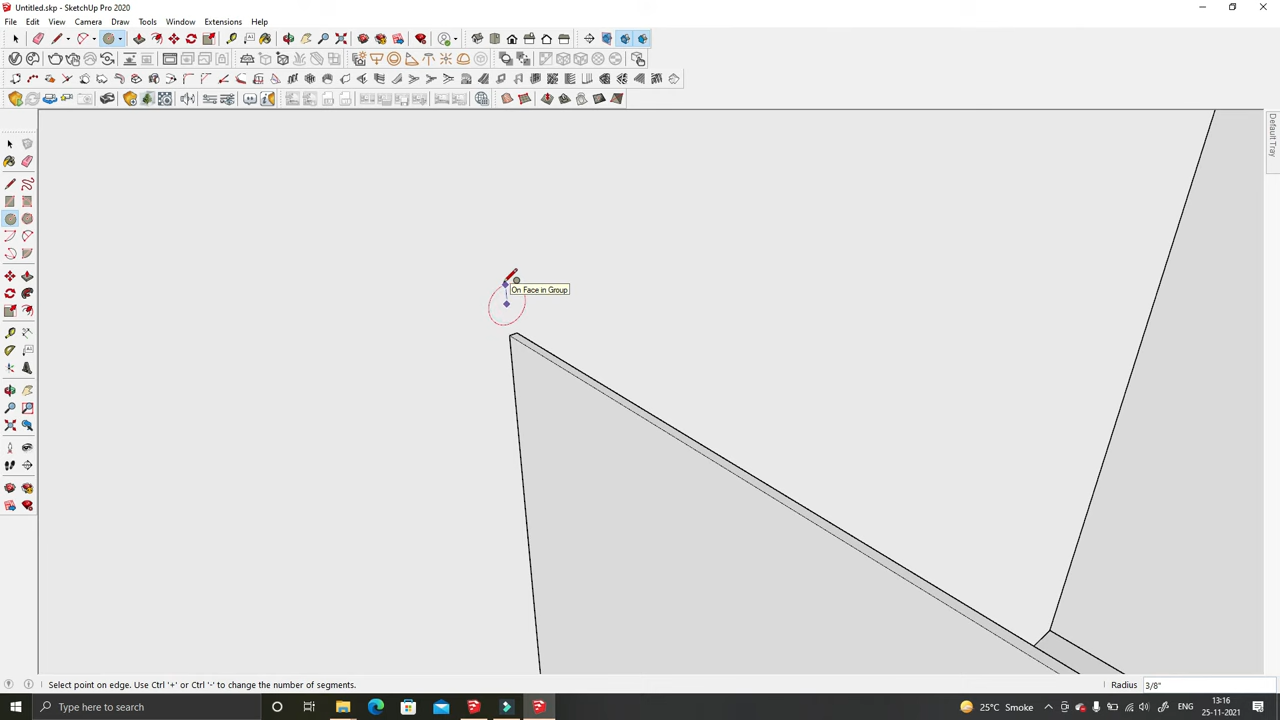 Untitled.skp - SketchUp Pro 2020
File Edit View Camera Draw Tools Window Extensions Help
Default Tray
On Face in Group
Select point on edge. Use Ctrl '+' or Ctrl '-' to change the number of segments.
Radius 3/8"
Type here to search
25°C Smoke
ENG
13:16
25-11-2021